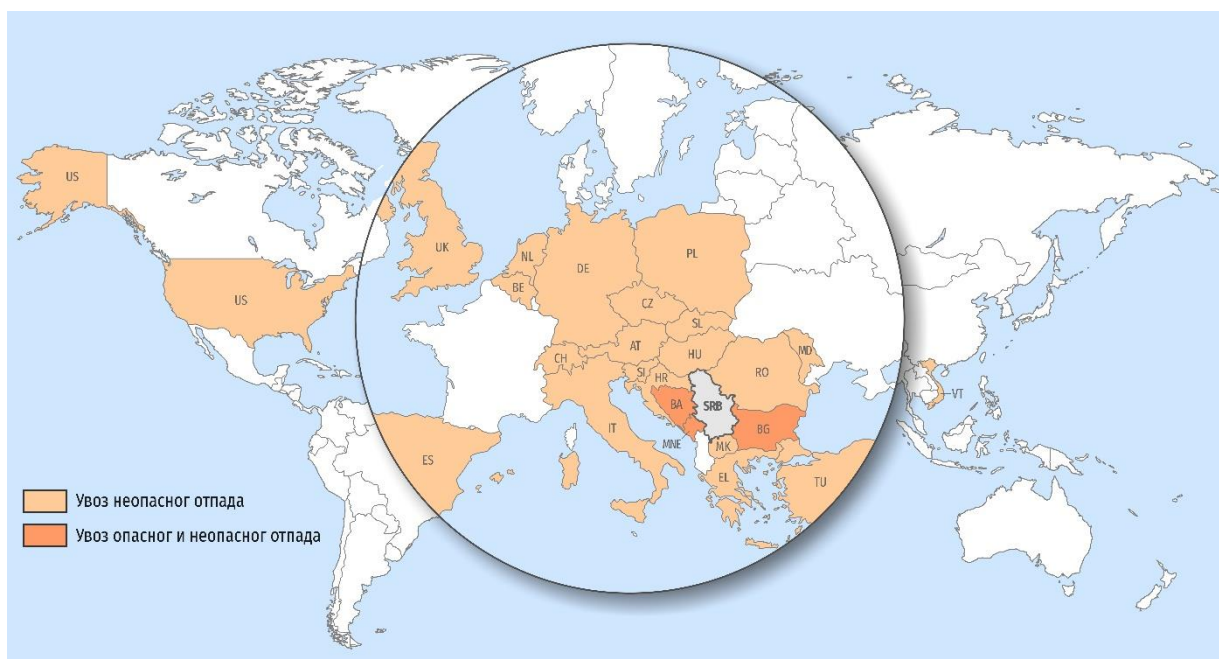 US
US
UK
NL
BE
DE
PL
CZ
SL
AT
CH
HU
MD
SI
HR
RO
BA
SRB
BG
IT
MNE
MK
ES
EL
TU
VT
Увоз неопасног отпада
Увоз опасног и неопасног отпада